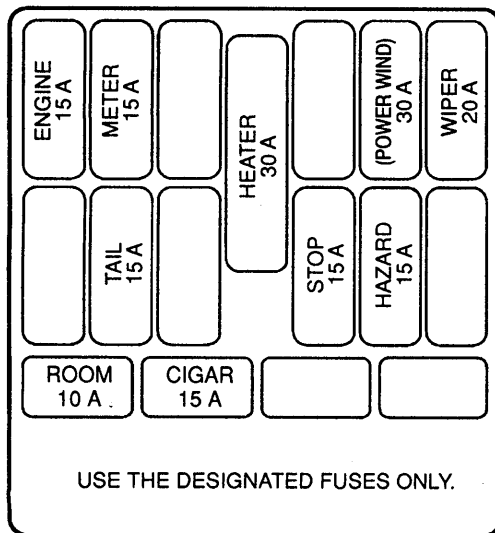 ENGINE
15 A
METER
15 A
HEATER
30 A
(POWER WIND)
30 A
WIPER
20 A
TAIL
15 A
STOP
15 A
HAZARD
15 A
ROOM
10 A
CIGAR
15 A
USE THE DESIGNATED FUSES ONLY.